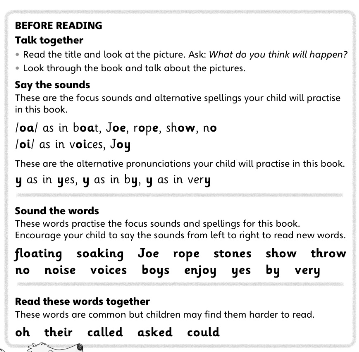 BEFORE READING
Talk together
• Read the title and look at the picture. Ask: What do you think will happen?
• Look through the book and talk about the pictures.
Say the sounds
These are the focus sounds and alternative spellings your child will practise
in this book.
/oa/ as in boat, Joe, rope, show, no
/oi/ as in voices, Joy
These are the alternative pronunciations your child will practise in this book.
y as in yes, y as in by, y as in very
Sound the words
These words practise the focus sounds and spellings for this book.
Encourage your child to say the sounds from left to right to read new words.
floating soaking Joe rope stones show throw
no noise voices boys enjoy yes by very
Read these words together
These words are common but children may find them harder to read.
oh their called asked could